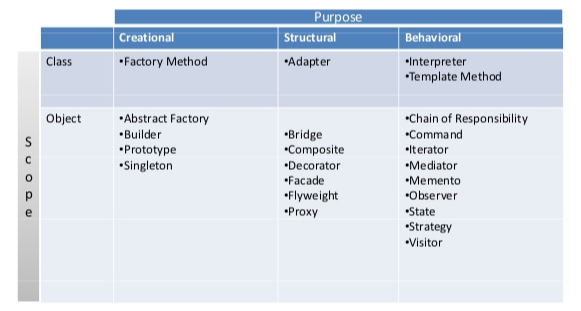 Purpose
Creational Structural Behavioral
Class •Factory Method •Adapter •Interpreter
•Template Method
Object •Abstract Factory •Chain of Responsibility
•Builder •Bridge •Command
•Prototype •Composite •Iterator
•Singleton •Decorator •Mediator
•Facade •Memento
•Flyweight •Observer
•Proxy •State
•Strategy
•Visitor
Scope